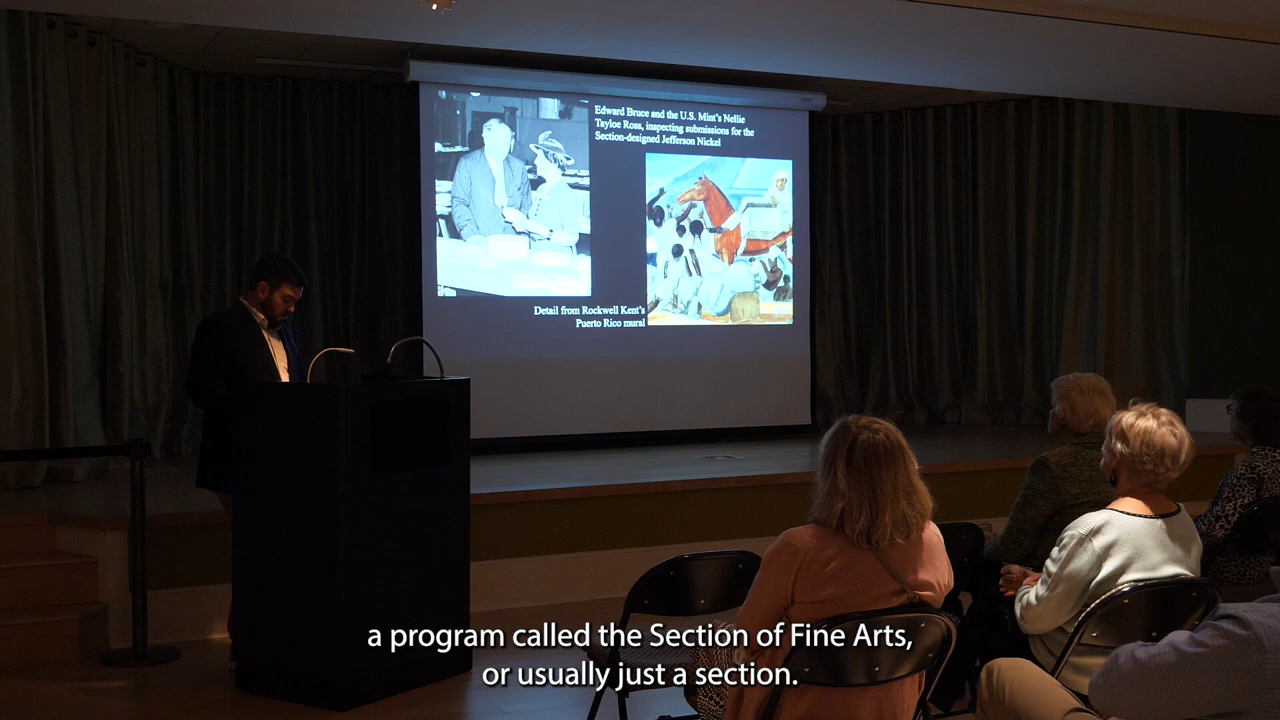 Edward Bruce and the U.S. Mint's Nellie
Tayloe Ross, inspecting submissions for the
Section-designed Jefferson Nickel
Detail from Rockwell Kent's
Puerto Rico mural
a program called the Section of Fine Arts,
or usually just a section.